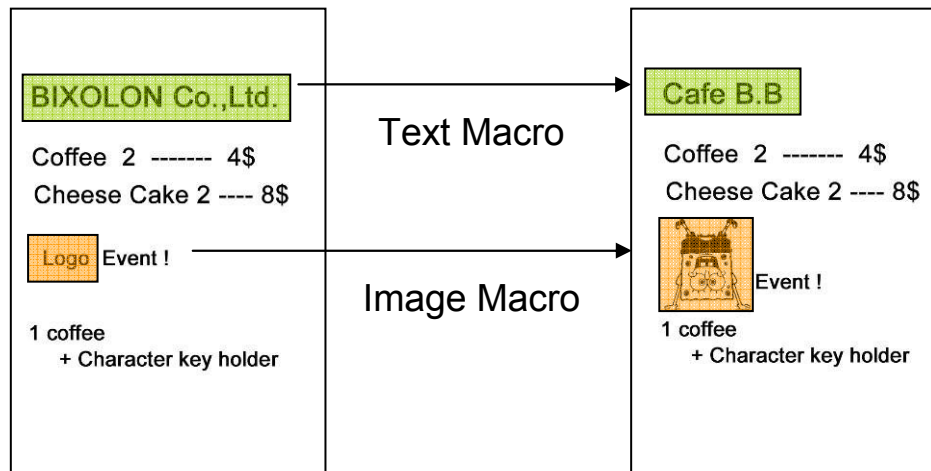 BIXOLON Co.,Ltd.
Coffee 2 ------- 4$
Cheese Cake 2 ---- 8$
Logo Event !
1 coffee
+ Character key holder
Text Macro
Image Macro
Cafe B.B
Coffee 2 ------- 4$
Cheese Cake 2 ---- 8$
Event !
1 coffee
+ Character key holder